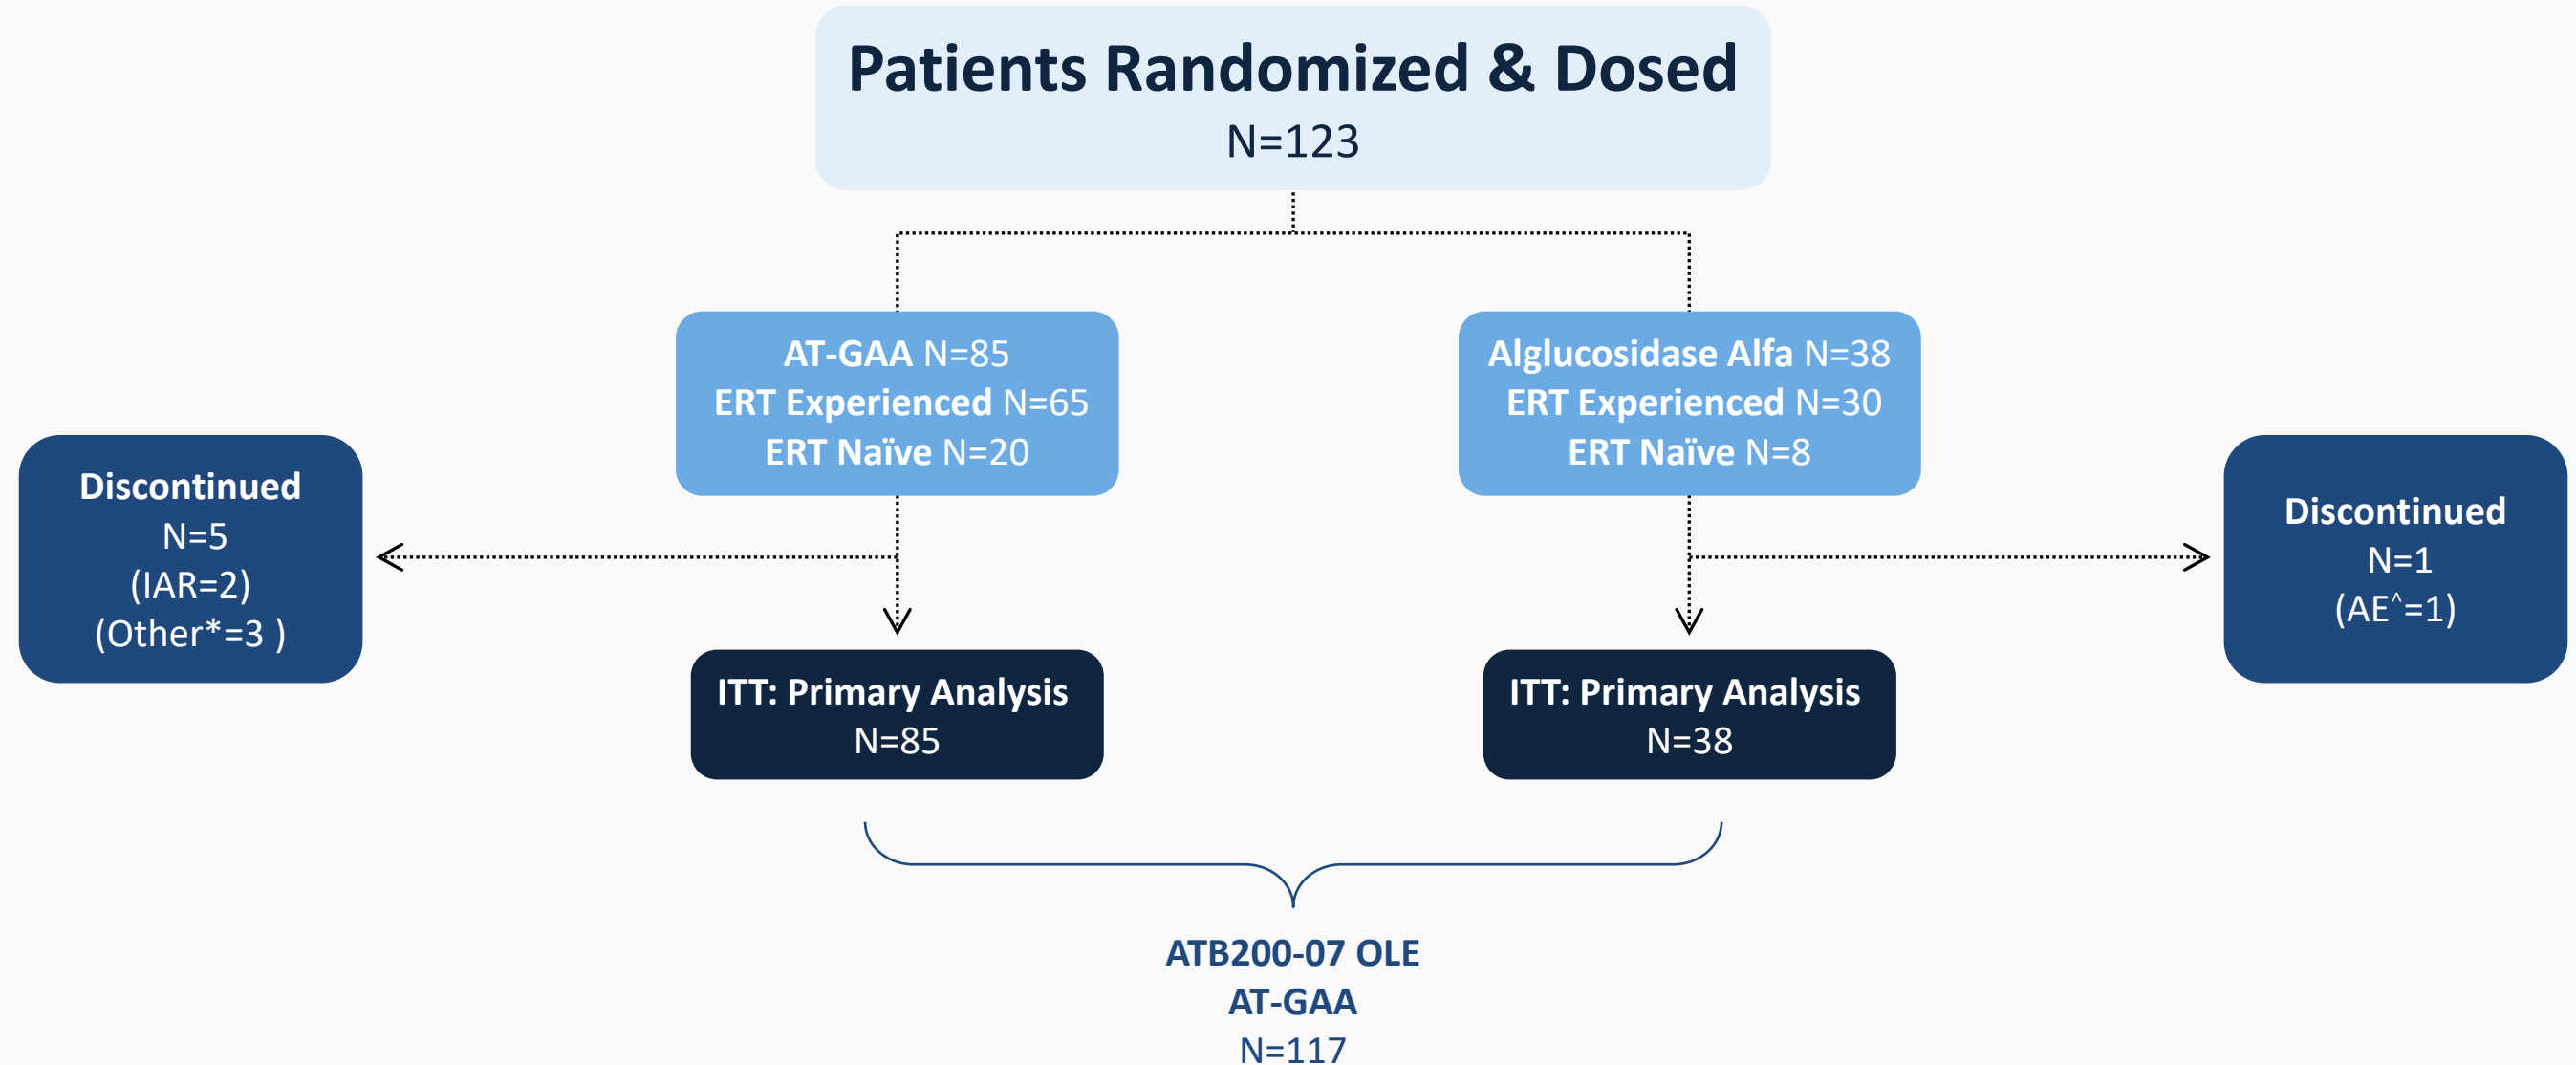 Patients Randomized & Dosed
N=123
AT-GAA N=85
ERT Experienced N=65
ERT Naïve N=20
Alglucosidase Alfa N=38
ERT Experienced N=30
ERT Naïve N=8
Discontinued
N=5
(IAR=2)
(Other*=3 )
Discontinued
N=1
(AE^=1)
ITT: Primary Analysis
N=85
ITT: Primary Analysis
N=38
ATB200-07 OLE
AT-GAA
N=117